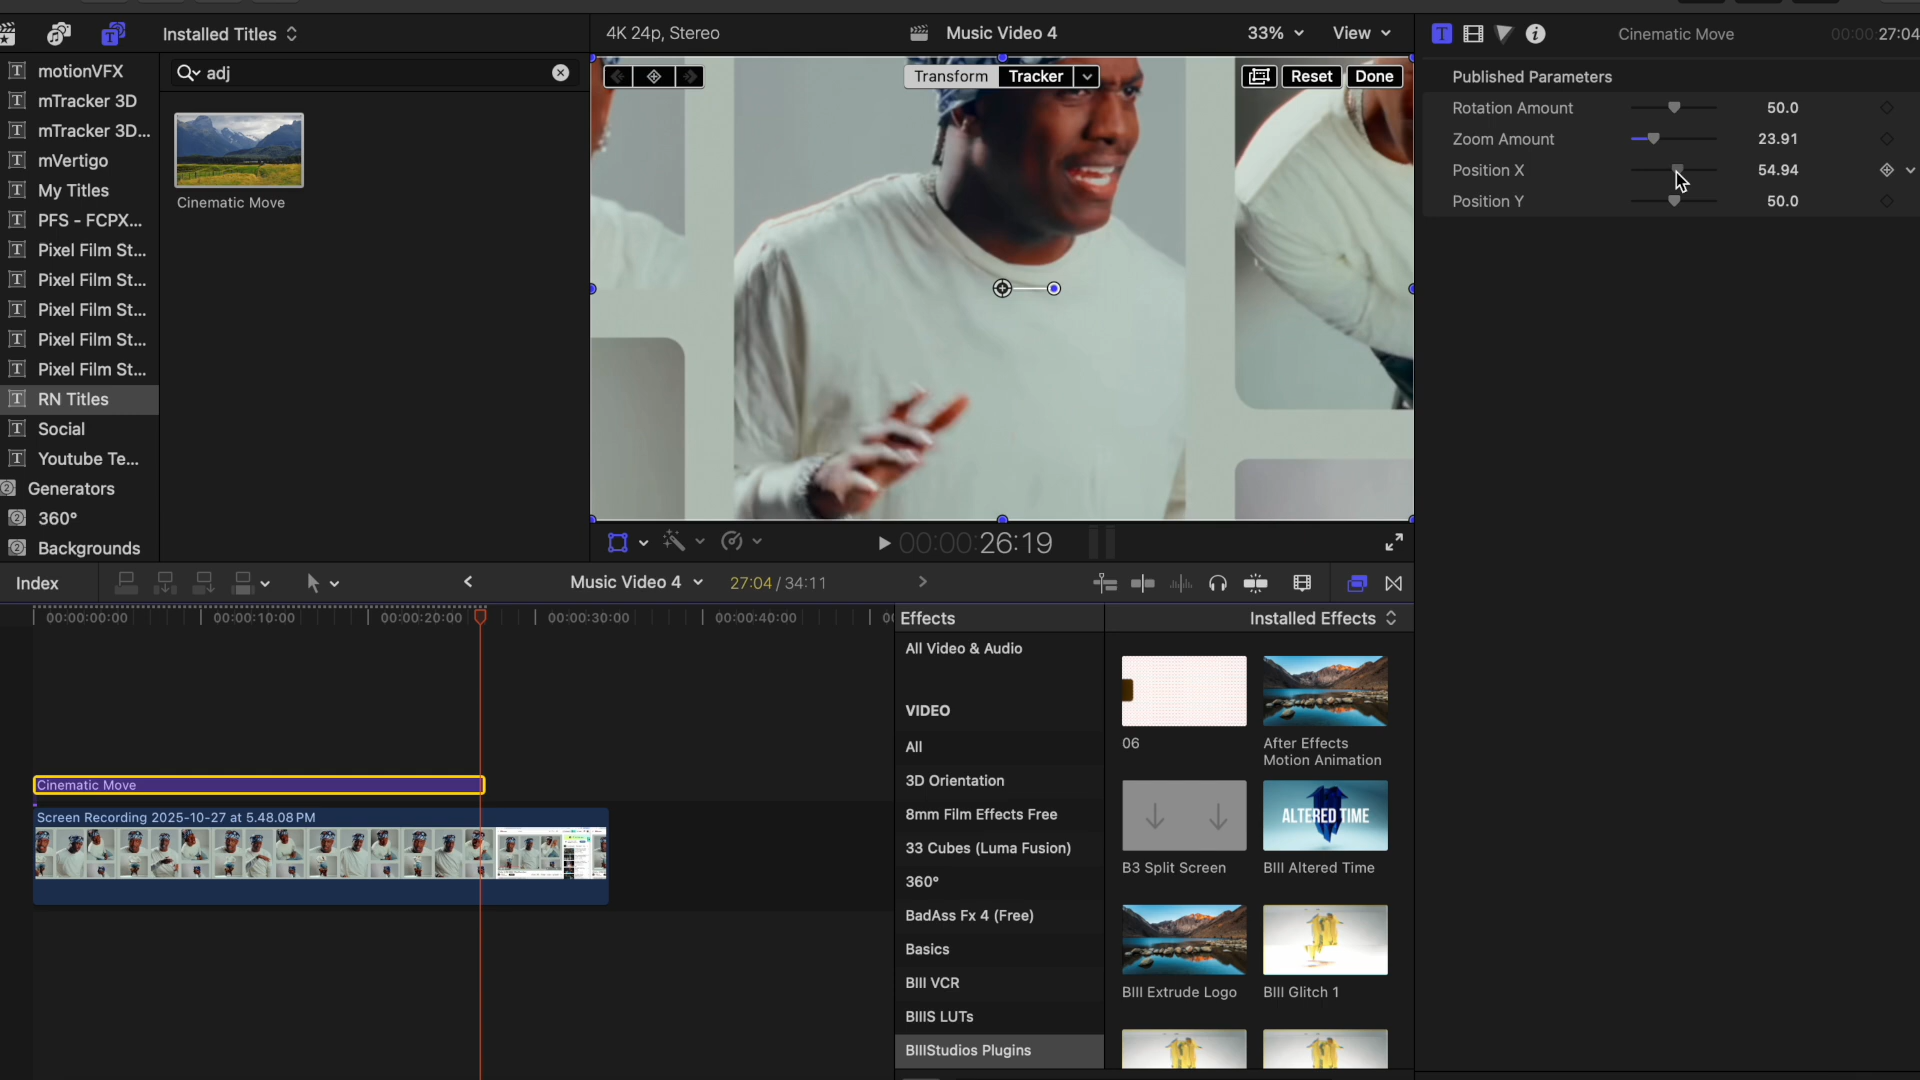 Installed Titles
4K 24p, Stereo
Music Video 4
33%
View
Cinematic Move
00:00:27:04
motionVFX
mTracker 3D
mTracker 3D...
mVertigo
My Titles
PFS - FCPX...
Pixel Film St...
Pixel Film St...
Pixel Film St...
Pixel Film St...
Pixel Film St...
RN Titles
Social
Youtube Te...
Generators
360°
Backgrounds
adj
Cinematic Move
Transform
Tracker
Reset
Done
Published Parameters
Rotation Amount 50.0
Zoom Amount 23.91
Position X 54.94
Position Y 50.0
00:00:26:19
Index
Music Video 4
27:04 / 34:11
00:00:00:00
00:00:10:00
00:00:20:00
00:00:30:00
00:00:40:00
Cinematic Move
Screen Recording 2025-10-27 at 5.48.08 PM
Effects
Installed Effects
All Video & Audio
VIDEO
All
3D Orientation
8mm Film Effects Free
33 Cubes (Luma Fusion)
360°
BadAss Fx 4 (Free)
Basics
BIII VCR
BIIIS LUTs
BIIIStudios Plugins
06
After Effects
Motion Animation
ALTERED TIME
B3 Split Screen
BIII Altered Time
BIII Extrude Logo
BIII Glitch 1